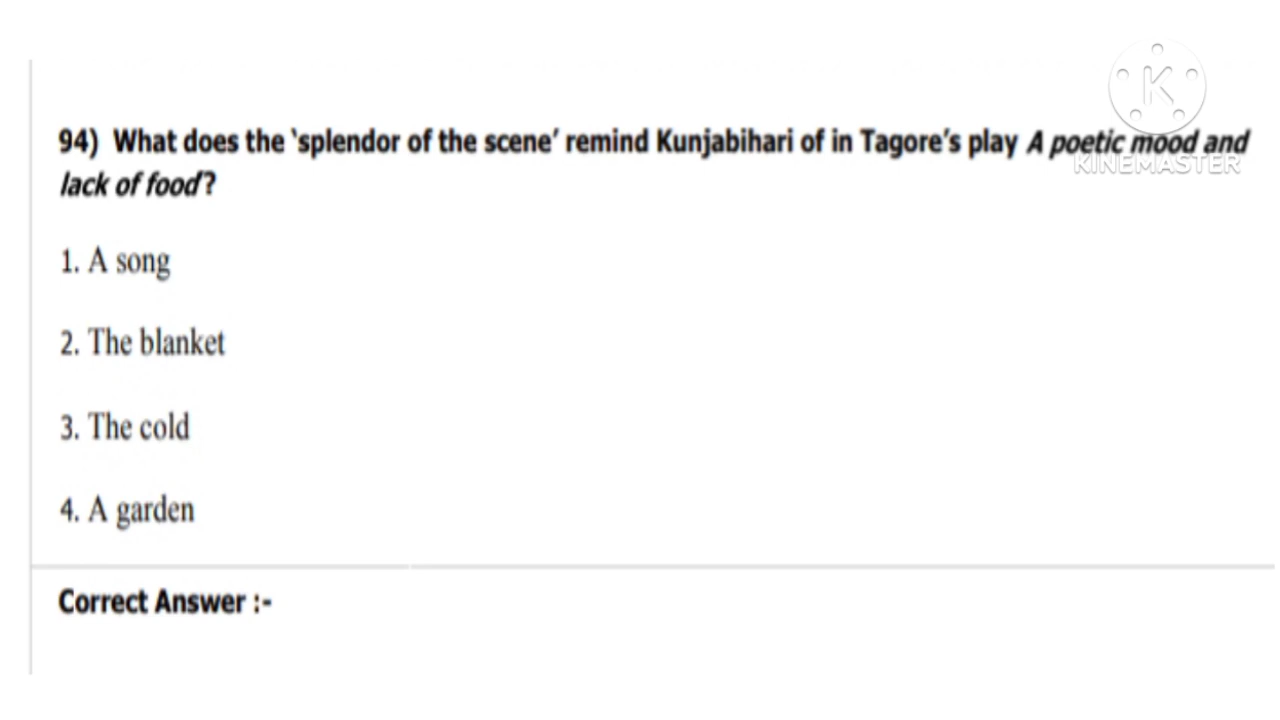 94) What does the 'splendor of the scene' remind Kunjabihari of in Tagore's play A poetic mood and
lack of food?
K
KINEMASTER
1. A song
2. The blanket
3. The cold
4. A garden
Correct Answer :-